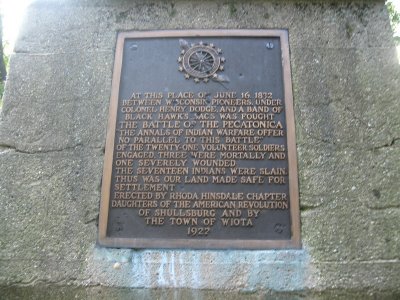 AT THIS PLACE ON JUNE 16, 1832
BETWEEN WISCONSIN PIONEERS, UNDER
COLONEL HENRY DODGE, AND A BAND OF
BLACK HAWK'S SACS, WAS FOUGHT
THE BATTLE OF THE PECATONICA
THE ANNALS OF INDIAN WARFARE OFFER
NO PARALLEL TO THIS BATTLE
OF THE TWENTY-ONE VOLUNTEER SOLDIERS
ENGAGED, THREE WERE MORTALLY AND
ONE SEVERELY WOUNDED
THE SEVENTEEN INDIANS WERE SLAIN.
THUS WAS OUR LAND MADE SAFE FOR
SETTLEMENT
ERECTED BY RHODA HINSDALE CHAPTER
DAUGHTERS OF THE AMERICAN REVOLUTION
OF SHULLSBURG AND BY
THE TOWN OF WIOTA
1922